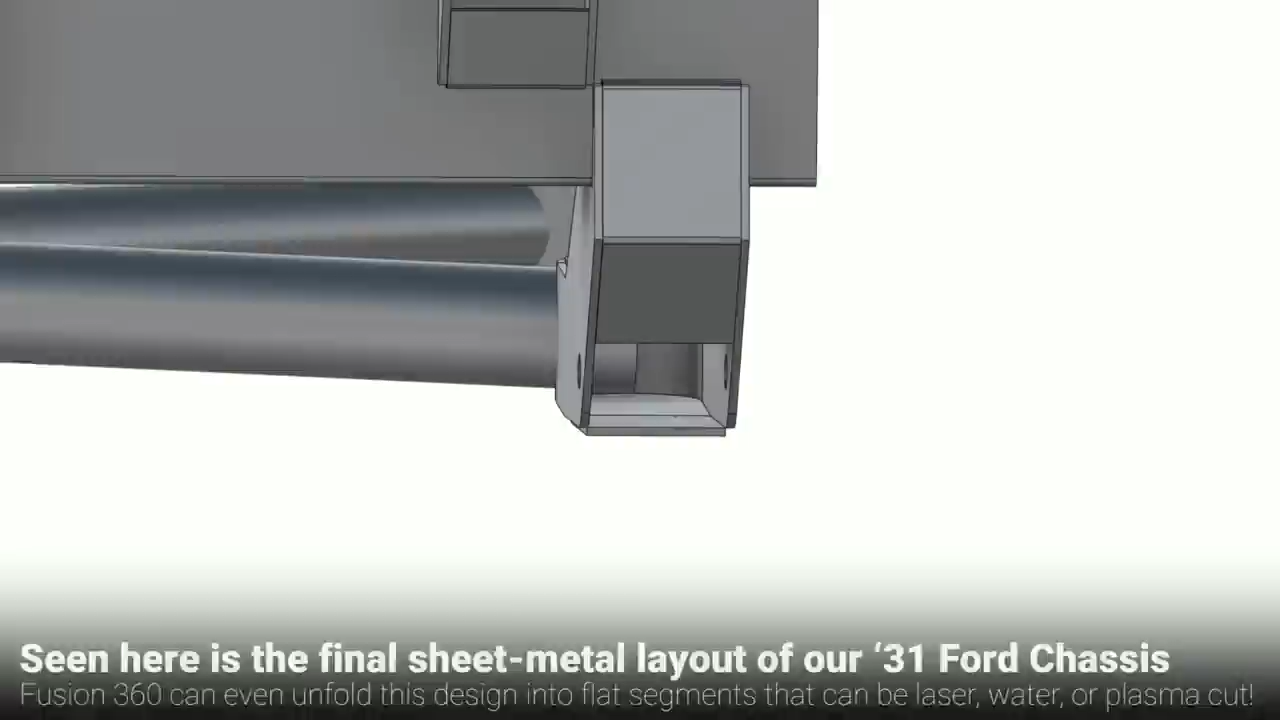 Seen here is the final sheet-metal layout of our ‘31 Ford Chassis
Fusion 360 can even unfold this design into flat segments that can be laser, water, or plasma cut!